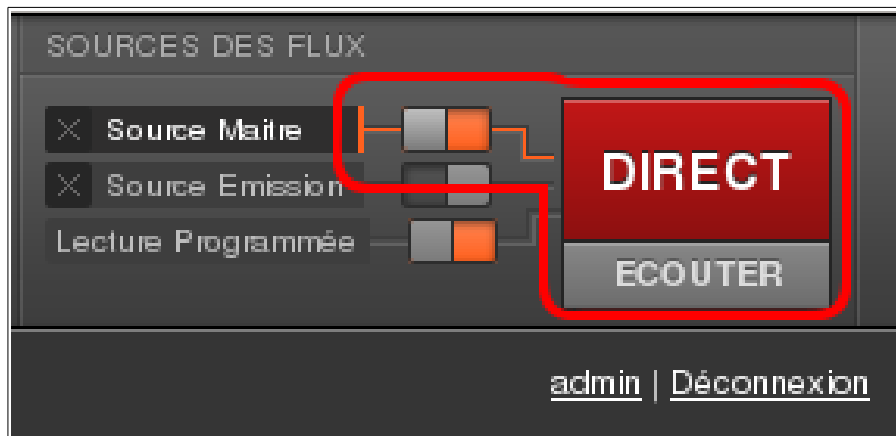 SOURCES DES FLUX
Source Maitre
Source Emission
Lecture Programmée
DIRECT
ECOUTER
admin | Déconnexion